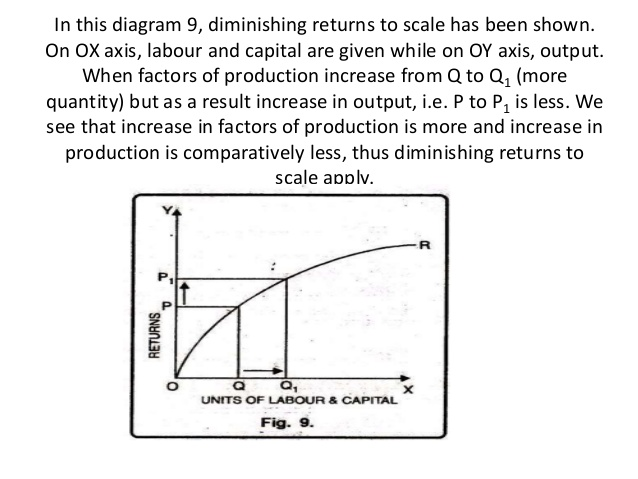 In this diagram 9, diminishing returns to scale has been shown.
On OX axis, labour and capital are given while on OY axis, output.
When factors of production increase from Q to Q₁ (more
quantity) but as a result increase in output, i.e. P to P₁ is less. We
see that increase in factors of production is more and increase in
production is comparatively less, thus diminishing returns to
scale apply.
Y
R
P₁
P
RETURNS
O
Q
Q₁
X
UNITS OF LABOUR & CAPITAL
Fig. 9.